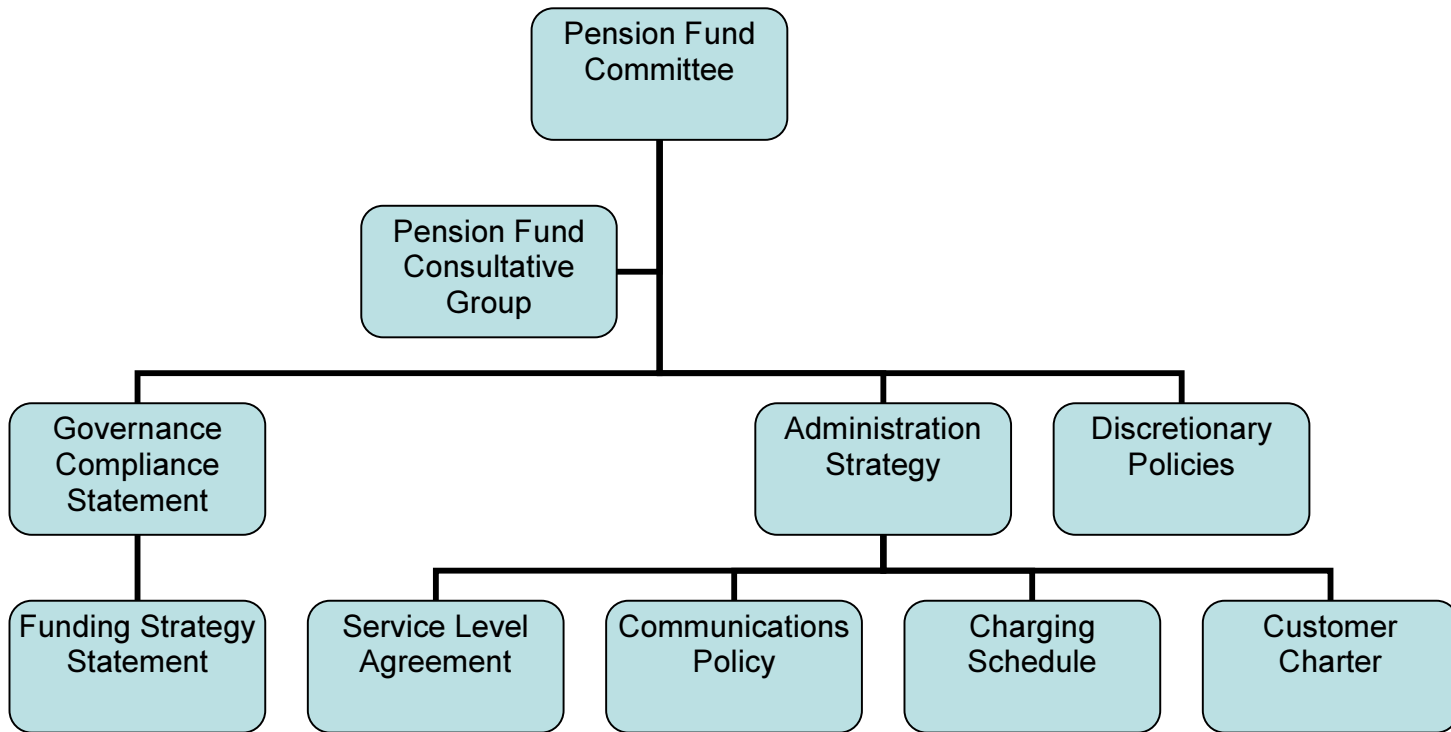 Pension Fund
Committee
Pension Fund
Consultative
Group
Governance
Compliance
Statement
Administration
Strategy
Discretionary
Policies
Funding Strategy
Statement
Service Level
Agreement
Communications
Policy
Charging
Schedule
Customer
Charter